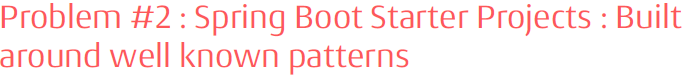 Problem #2 : Spring Boot Starter Projects : Built
around well known patterns